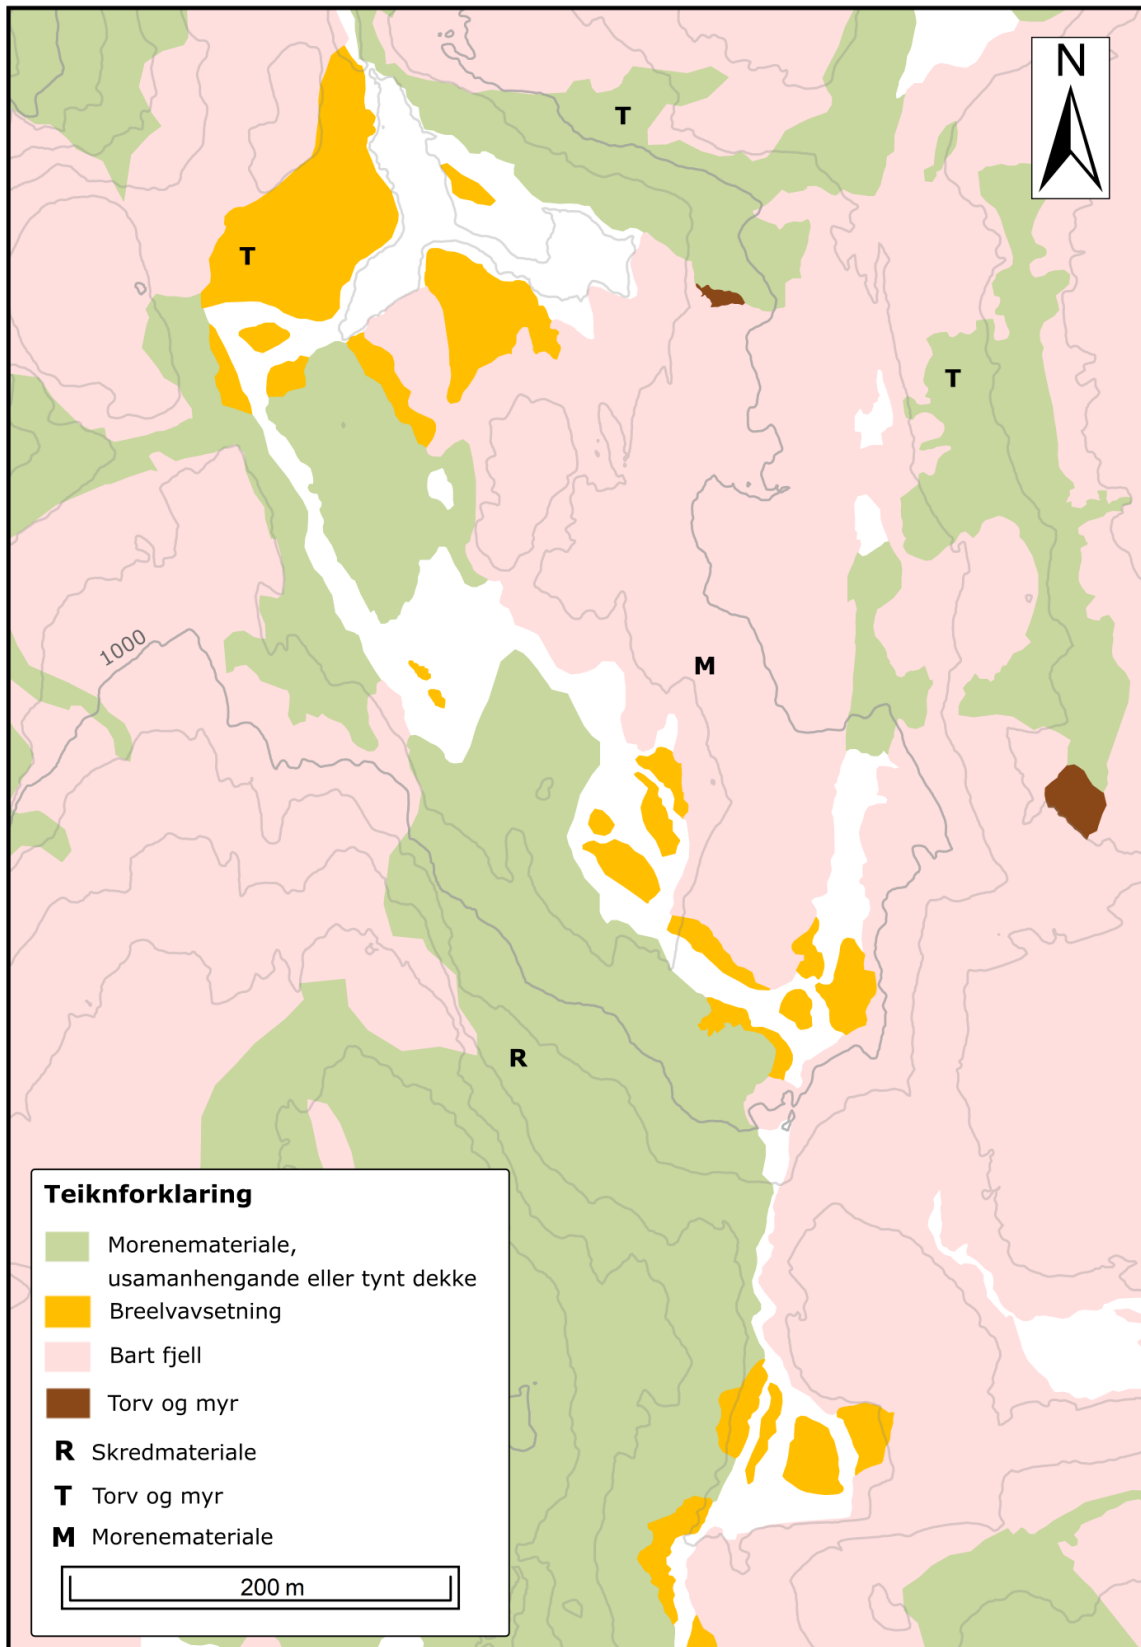 N
T
T
T
M
1000
R
Teiknforklaring
Morenemateriale,
usamanhengande eller tynt dekke
Breelvavsetning
Bart fjell
Torv og myr
R Skredmateriale
T Torv og myr
M Morenemateriale
200 m